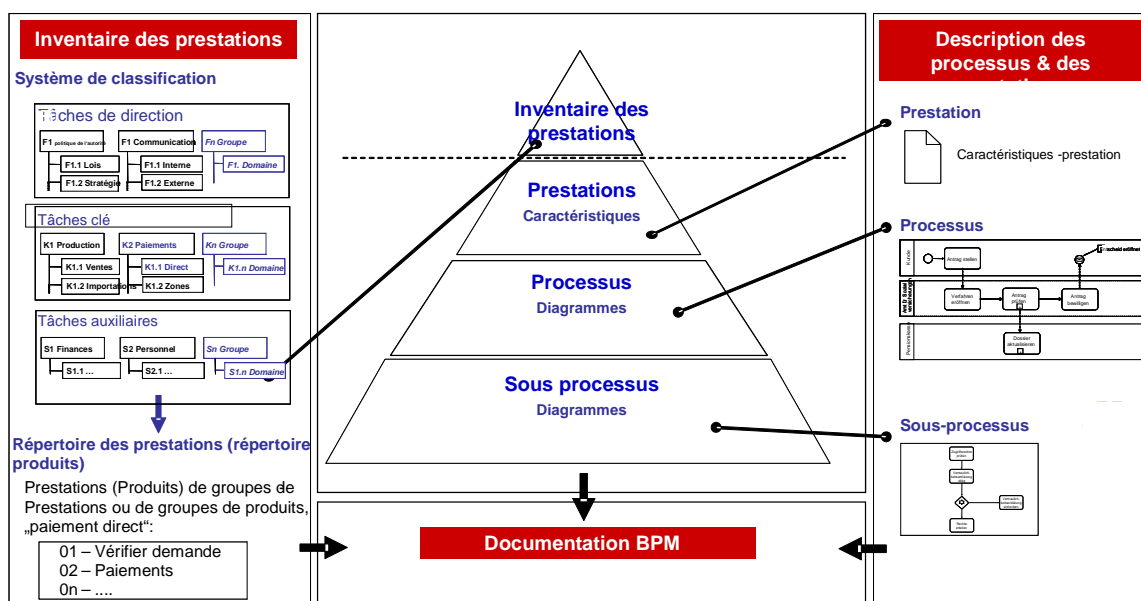 Inventaire des prestations
Système de classification
Tâches de direction
F1 politique de l'autorité
F1 Communication
Fn Groupe
F1.1 Lois
F1.1 Interne
F1. Domaine
F1.2 Stratégie
F1.2 Externe
Tâches clé
K1 Production
K2 Paiements
Kn Groupe
K1.1 Ventes
K1.1 Direct
K1.n Domaine
K1.2 Importations
K1.2 Zones
Tâches auxiliaires
S1 Finances
S2 Personnel
Sn Groupe
S1.1 ...
S2.1 ...
S1.n Domaine
Répertoire des prestations (répertoire
produits)
Prestations (Produits) de groupes de
Prestations ou de groupes de produits,
„paiement direct“:
01 – Vérifier demande
02 – Paiements
0n – ....
Inventaire des
prestations
Prestations
Caractéristiques
Processus
Diagrammes
Sous processus
Diagrammes
Documentation BPM
Description des
processus & des
Prestation
Caractéristiques -prestation
Processus
Kunde
Antrag stellen
Verfahren
eröffnen
Antrag
prüfen
Antrag
bewilligen
Dossier
aktualisieren
Sous-processus
Rechte
erteilen